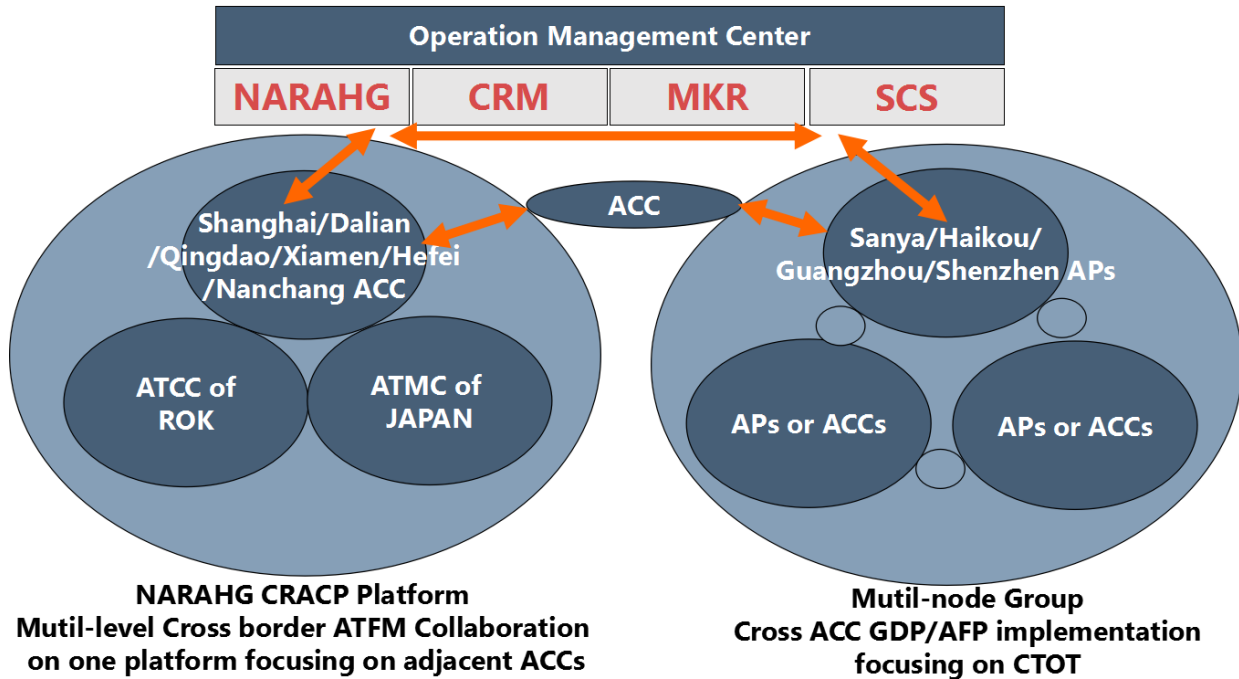 Operation Management Center
NARAHG CRM MKR SCS
ACC
Shanghai/Dalian
/Qingdao/Xiamen/Hefei
/Nanchang ACC
ATCC of
ROK
ATMC of
JAPAN
Sanya/Haikou/
Guangzhou/Shenzhen APs
APs or ACCs
APs or ACCs
NARAHG CRACP Platform
Mutil-level Cross border ATFM Collaboration
on one platform focusing on adjacent ACCs
Mutil-node Group
Cross ACC GDP/AFP implementation
focusing on CTOT